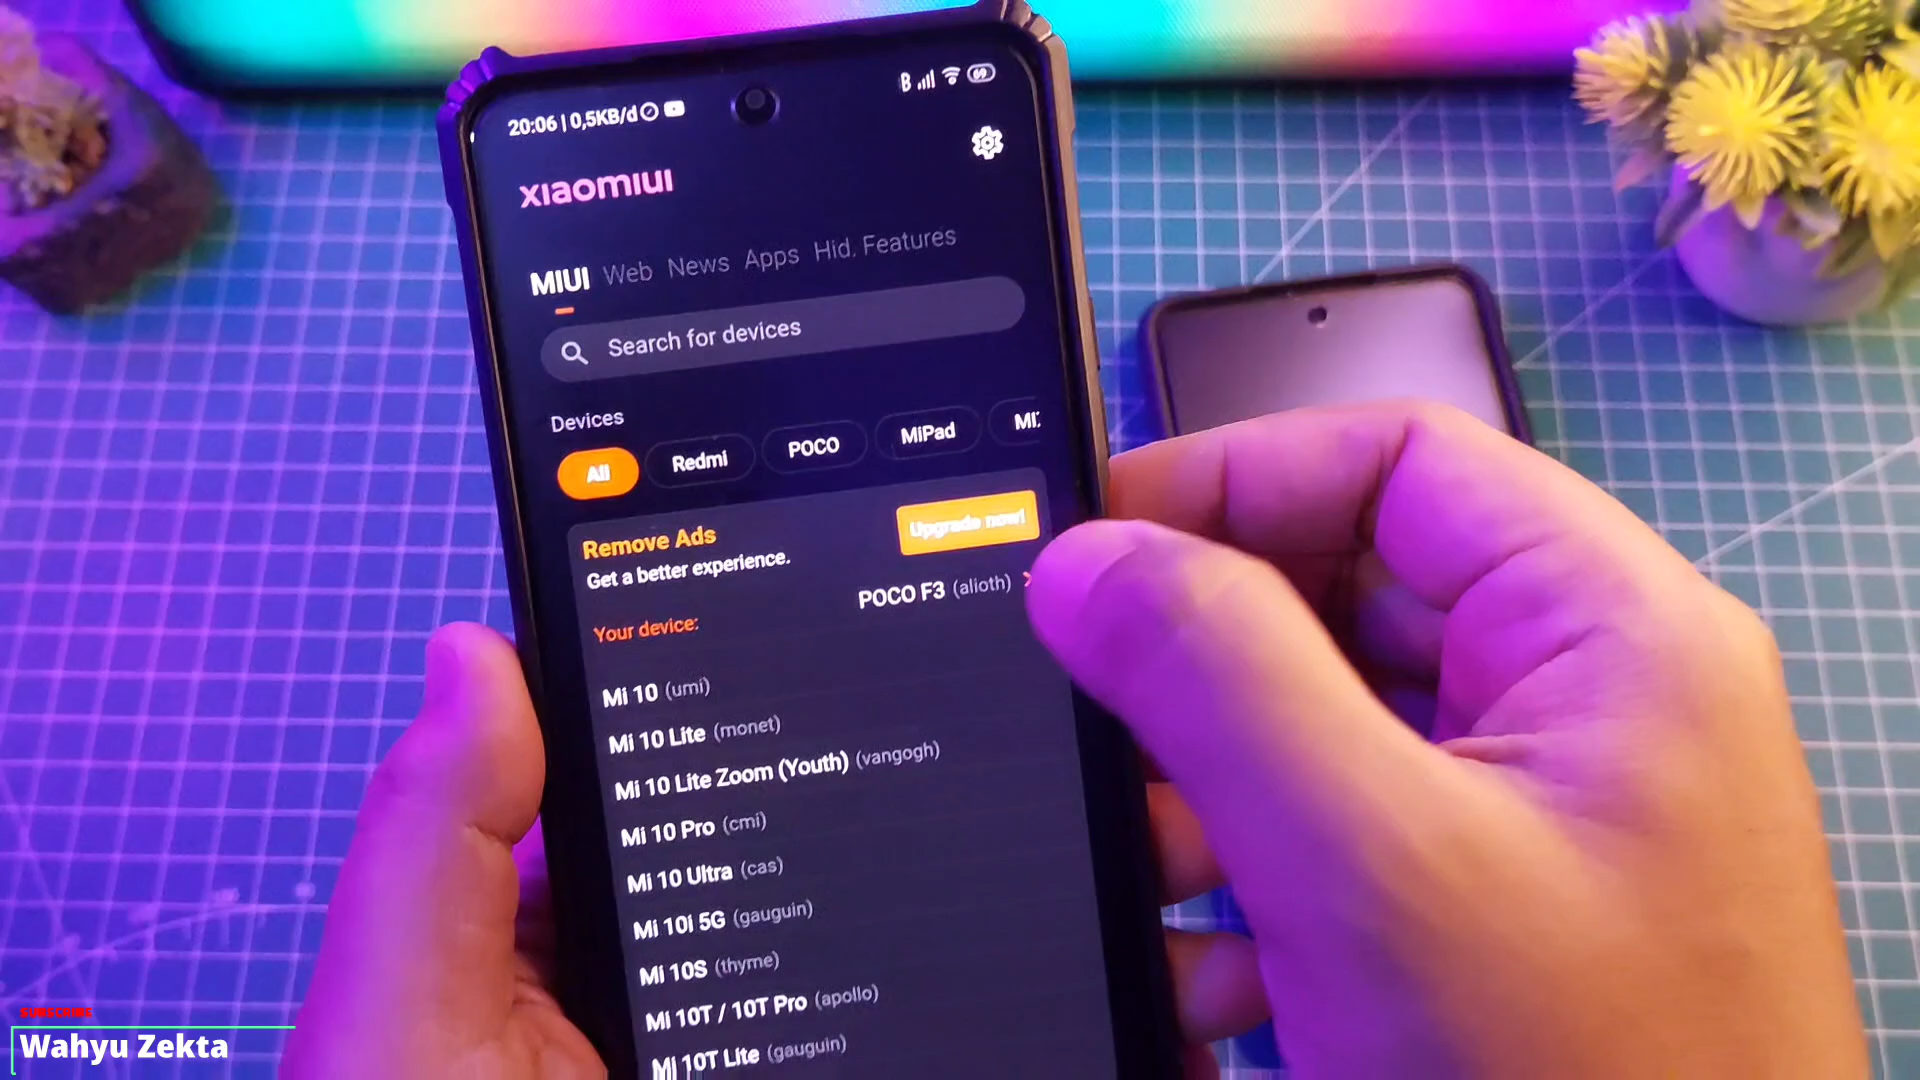 20:06 | 0,5KB/d
69
xiaomiui
MIUI Web News Apps Hid. Features
Search for devices
Devices
All Redmi POCO MiPad
Remove Ads
Upgrade now!
Get a better experience.
POCO F3 (alioth)
Your device:
Mi 10 (umi)
Mi 10 Lite (monet)
Mi 10 Lite Zoom (Youth) (vangogh)
Mi 10 Pro (cmi)
Mi 10 Ultra (cas)
Mi 10i 5G (gauguin)
Mi 10S (thyme)
Mi 10T / 10T Pro (apollo)
Mi 10T Lite (gauguin)
SUBSCRIBE
Wahyu Zekta